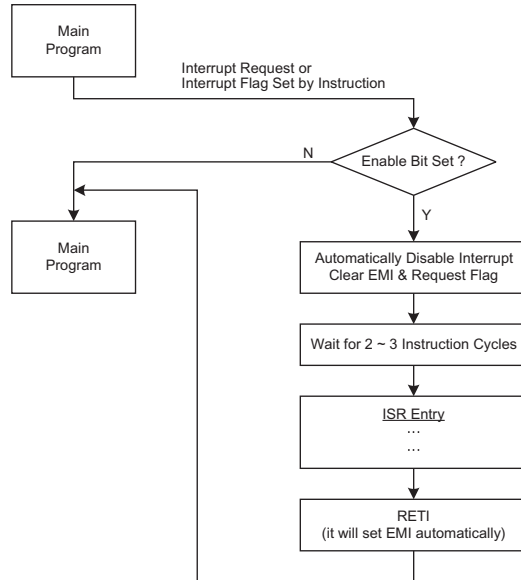 Main
Program
Interrupt Request or
Interrupt Flag Set by Instruction
Enable Bit Set ?
N
Y
Main
Program
Automatically Disable Interrupt
Clear EMI & Request Flag
Wait for 2 ~ 3 Instruction Cycles
ISR Entry
...
...
RETI
(it will set EMI automatically)